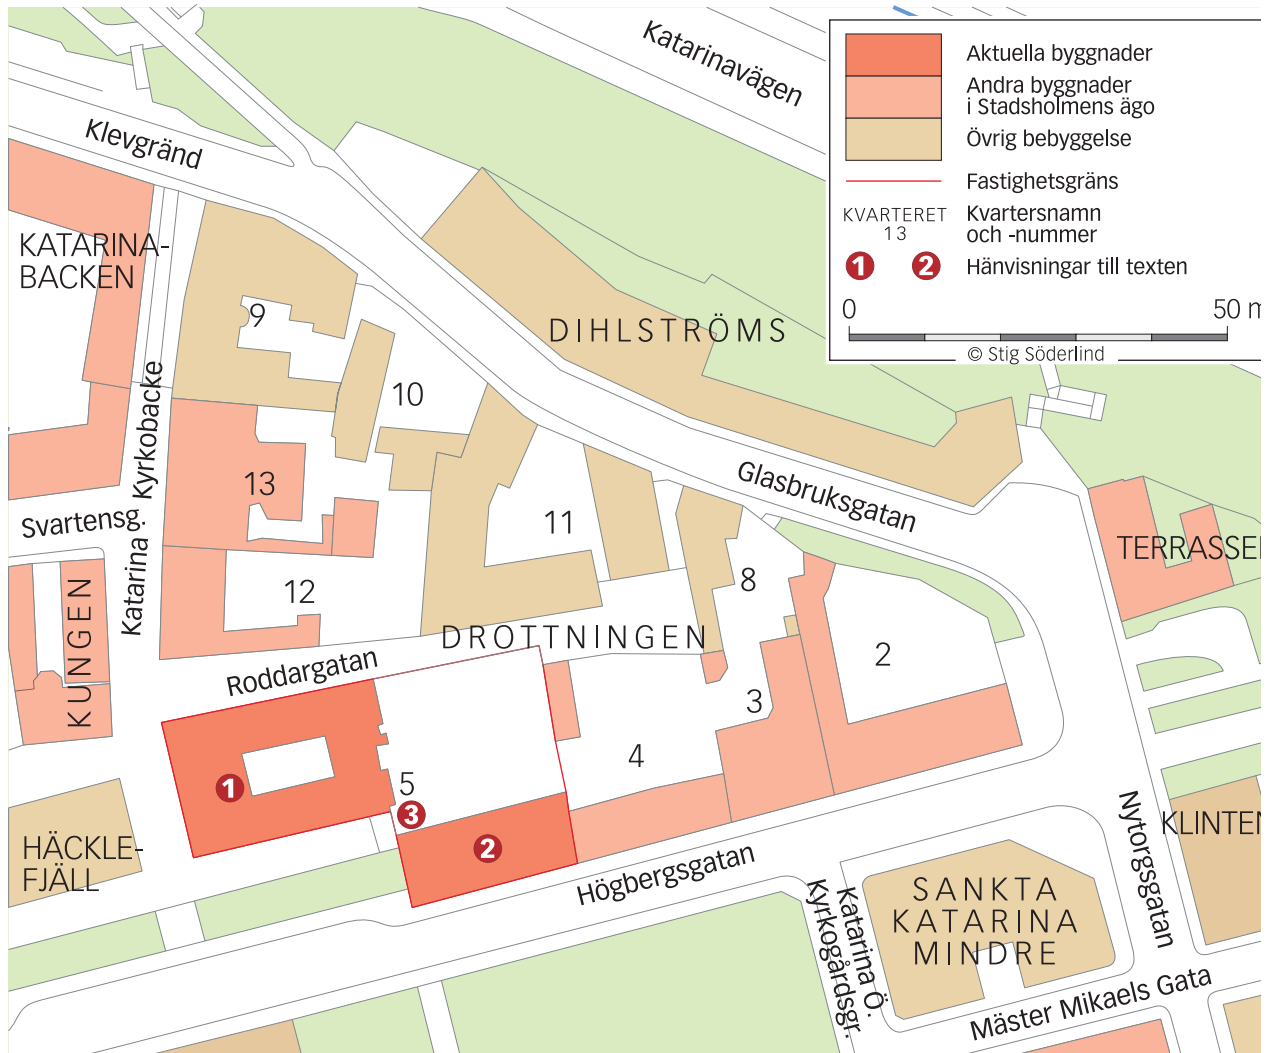 Katarinavägen
Aktuella byggnader
Andra byggnader
i Stadsholmens ägo
Övrig bebyggelse
Fastighetsgräns
KVARTERET
13
Kvartersnamn
och -nummer
1
2
Hänvisningar till texten
0
50 m
© Stig Söderlind
Klevgränd
KATARINA-
BACKEN
9
DIHLSTRÖMS
10
Katarina Kyrkobacke
13
Glasbruksgatan
Svartensg.
11
TERRASSEN
8
12
KUNGEN
DROTTNINGEN
2
Roddargatan
3
4
1
5
3
2
Nytorgsgatan
KLINTEN
HÄCKLE-
FJÄLL
Högbergsgatan
Katarina Ö.
Kyrkogårdsgr.
SANKTA
KATARINA
MINDRE
Mäster Mikaels Gata